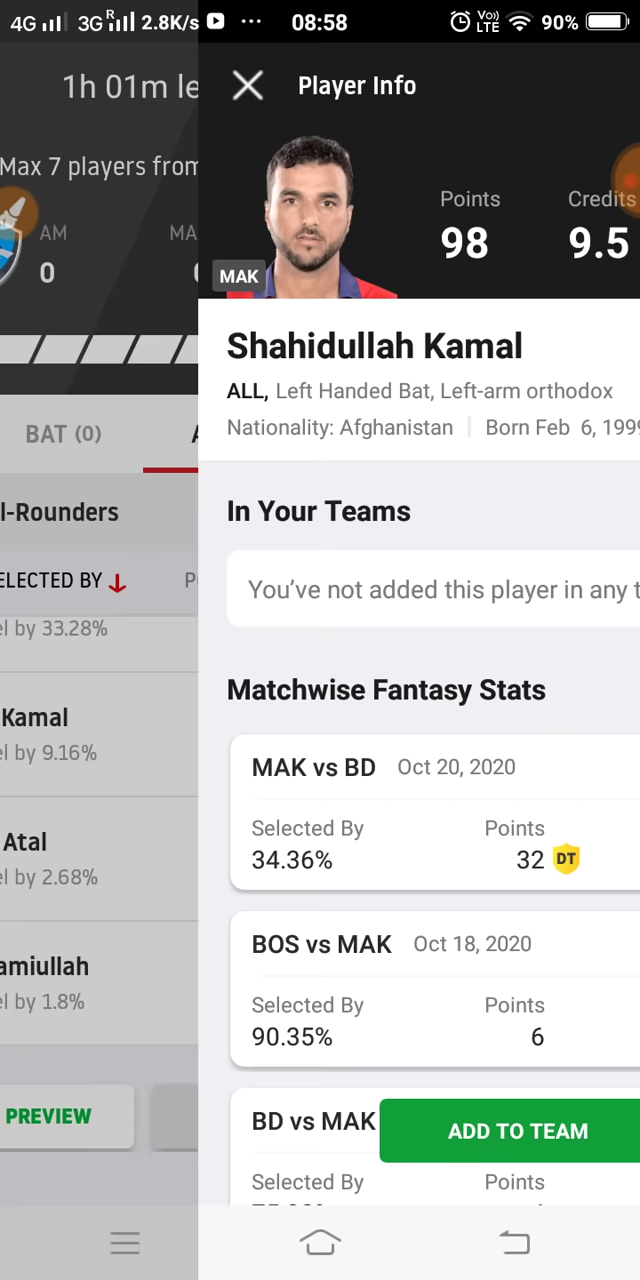 4G 3G R 2.8K/s ··· 08:58 Vo) LTE 90%
1h 01m le
Max 7 players from
AM MA
0
BAT (0)
l-Rounders
ELECTED BY
el by 33.28%
Kamal
el by 9.16%
Atal
el by 2.68%
amiullah
el by 1.8%
PREVIEW
Player Info
Points Credits
98 9.5
MAK
Shahidullah Kamal
ALL, Left Handed Bat, Left-arm orthodox
Nationality: Afghanistan | Born Feb 6, 1999
In Your Teams
You've not added this player in any t
Matchwise Fantasy Stats
MAK vs BD Oct 20, 2020
Selected By Points
34.36% 32 DT
BOS vs MAK Oct 18, 2020
Selected By Points
90.35% 6
BD vs MAK
ADD TO TEAM
Selected By Points